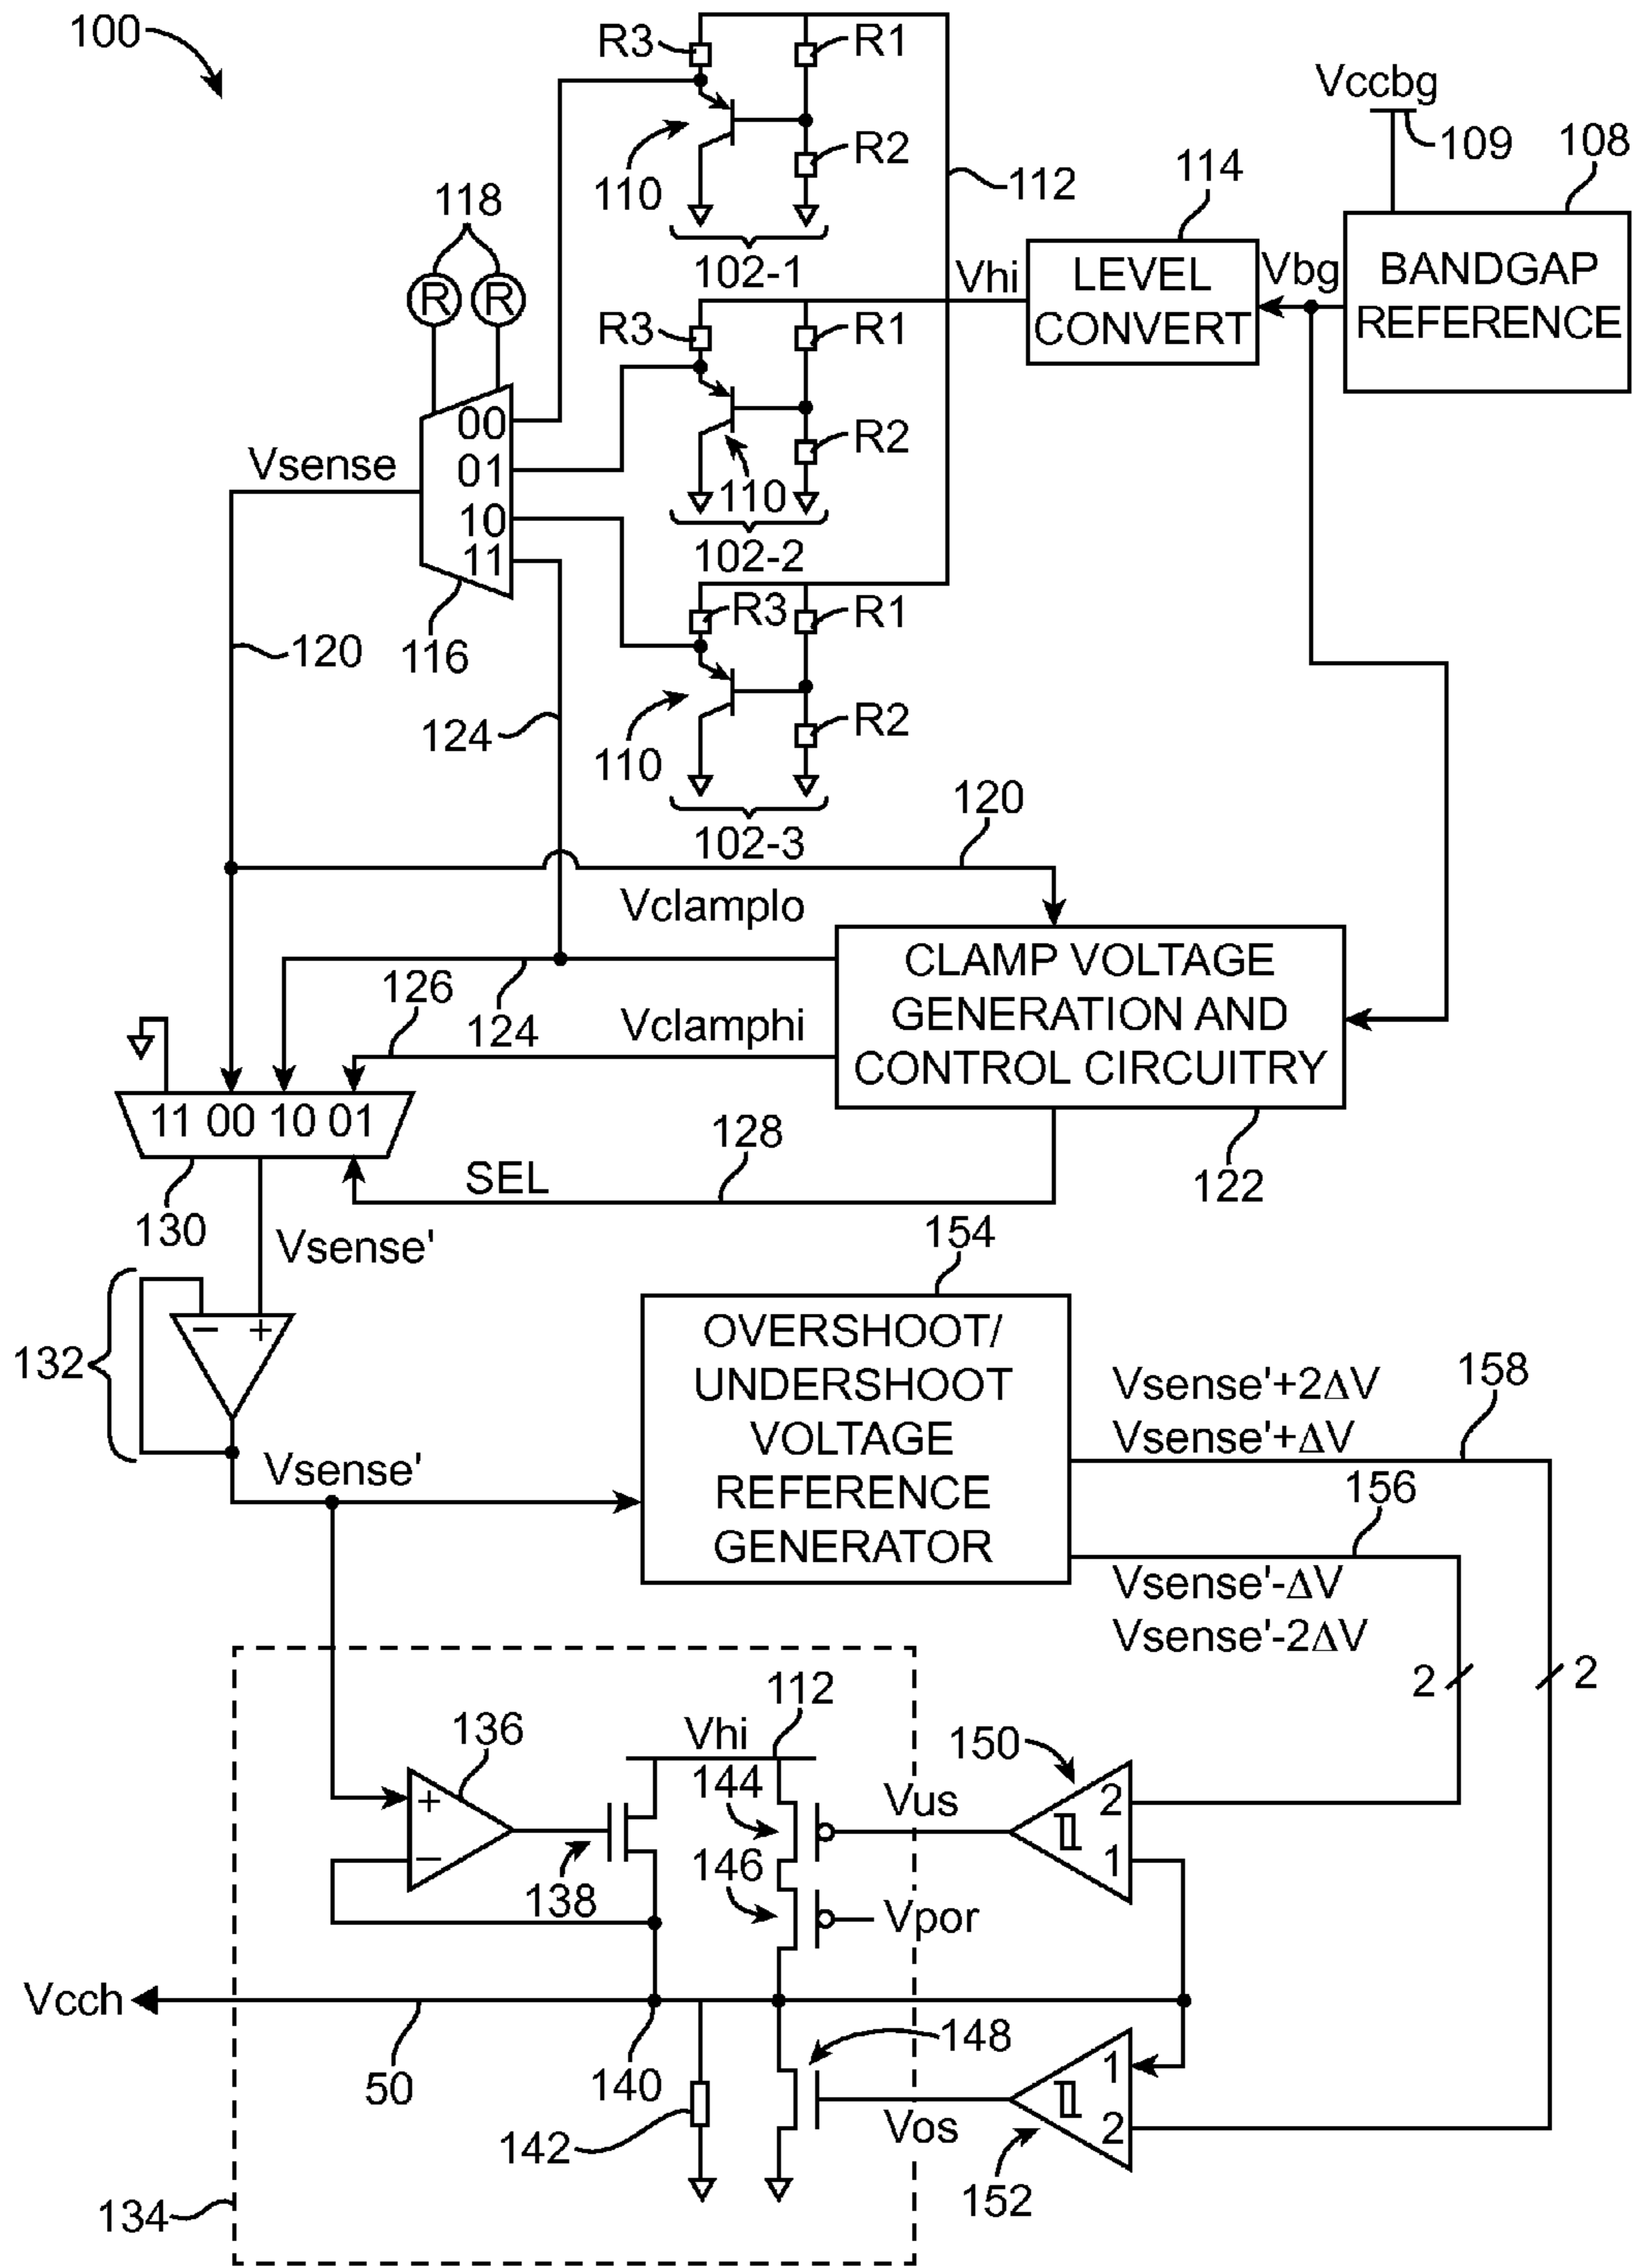 100
R3
R1
R2
110
102-1
112
Vccbg
109
108
114
BANDGAP
REFERENCE
LEVEL
CONVERT
Vbg
Vhi
118
R
R
R3
R1
R2
110
102-2
00
01
10
11
Vsense
116
120
R3
R1
R2
110
102-3
124
120
Vclamplo
124
126
Vclamphi
CLAMP VOLTAGE
GENERATION AND
CONTROL CIRCUITRY
122
11 00 10 01
130
SEL
128
Vsense'
132
−
+
Vsense'
154
OVERSHOOT/
UNDERSHOOT
VOLTAGE
REFERENCE
GENERATOR
Vsense'+2ΔV
Vsense'+ΔV
158
156
Vsense'-ΔV
Vsense'-2ΔV
2
2
112
Vhi
136
+
−
138
144
146
Vus
Vpor
150
2
1
Vcch
50
140
142
148
Vos
1
2
152
134